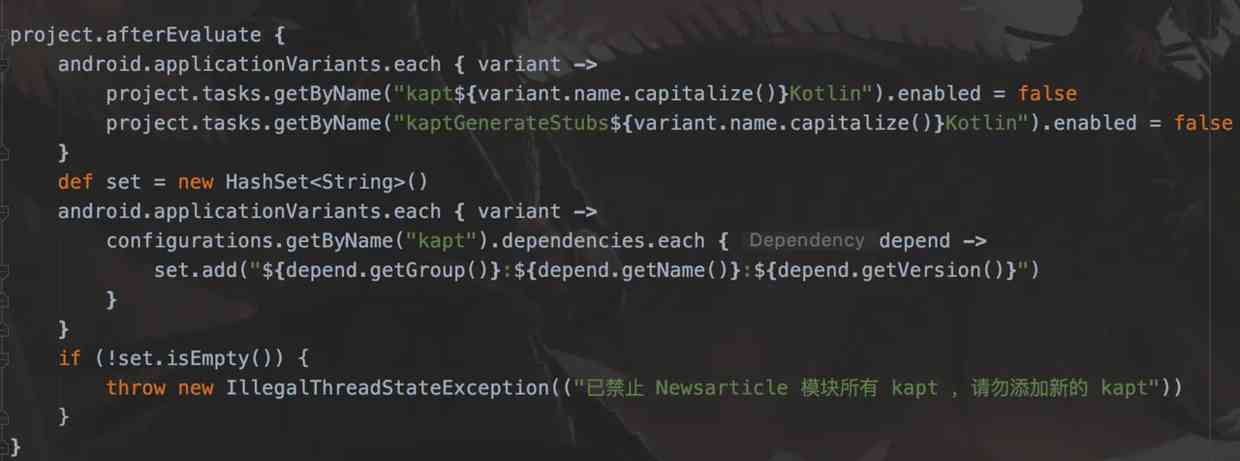 project.afterEvaluate {
    android.applicationVariants.each { variant ->
        project.tasks.getByName("kapt${variant.name.capitalize()}Kotlin").enabled = false
        project.tasks.getByName("kaptGenerateStubs${variant.name.capitalize()}Kotlin").enabled = false
    }
    def set = new HashSet<String>()
    android.applicationVariants.each { variant ->
        configurations.getByName("kapt").dependencies.each { Dependency depend ->
            set.add("${depend.getGroup()}:${depend.getName()}:${depend.getVersion()}")
        }
    }
    if (!set.isEmpty()) {
        throw new IllegalThreadStateException(("已禁止 Newsarticle 模块所有 kapt , 请勿添加新的 kapt"))
    }
}